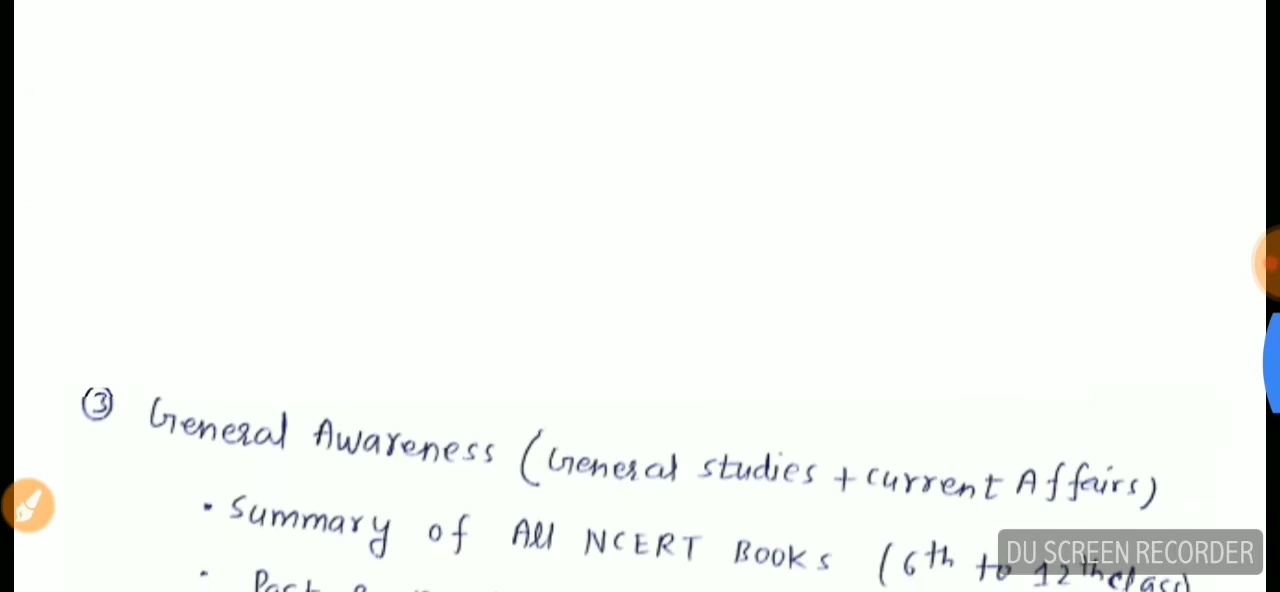 ③ General Awareness (General studies + current Affairs)
• Summary of All NCERT Books (6th to 12th class)
DU SCREEN RECORDER